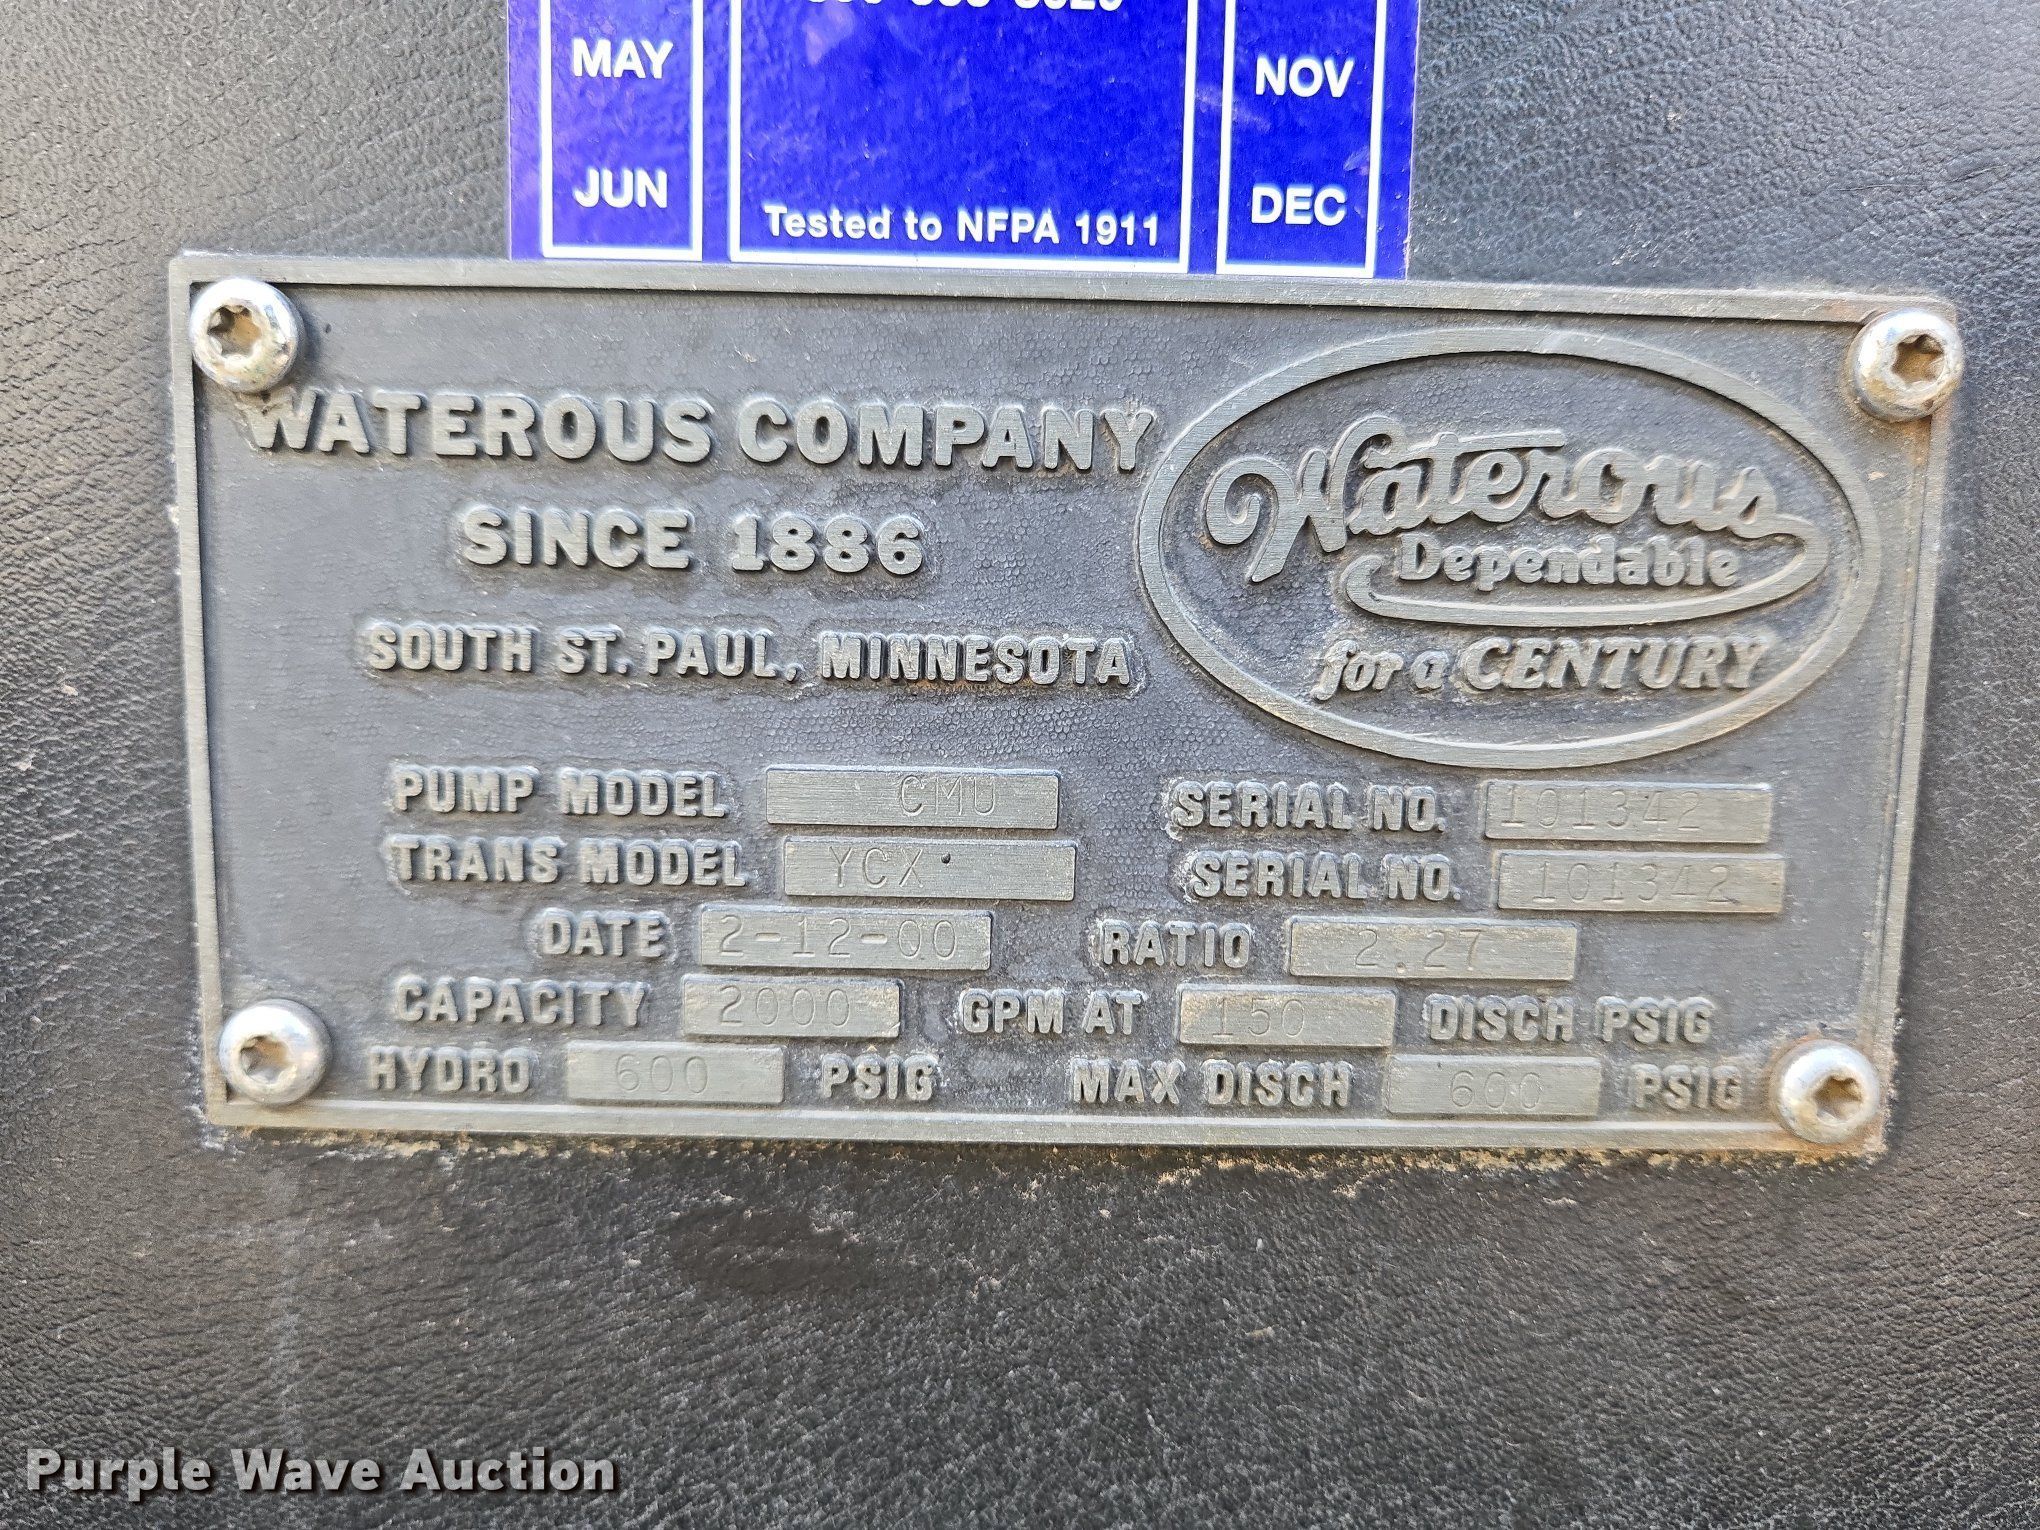 MAY
NOV
JUN
DEC
Tested to NFPA 1911
WATEROUS COMPANY
SINCE 1886
SOUTH ST. PAUL, MINNESOTA
Waterous
Dependable
for a CENTURY
PUMP MODEL CMU SERIAL NO. 101342
TRANS MODEL YCX SERIAL NO. 101342
DATE 2-12-00 RATIO 2.27
CAPACITY 2000 GPM AT 150 DISCH PSIG
HYDRO 600 PSIG MAX DISCH 600 PSIG
Purple Wave Auction